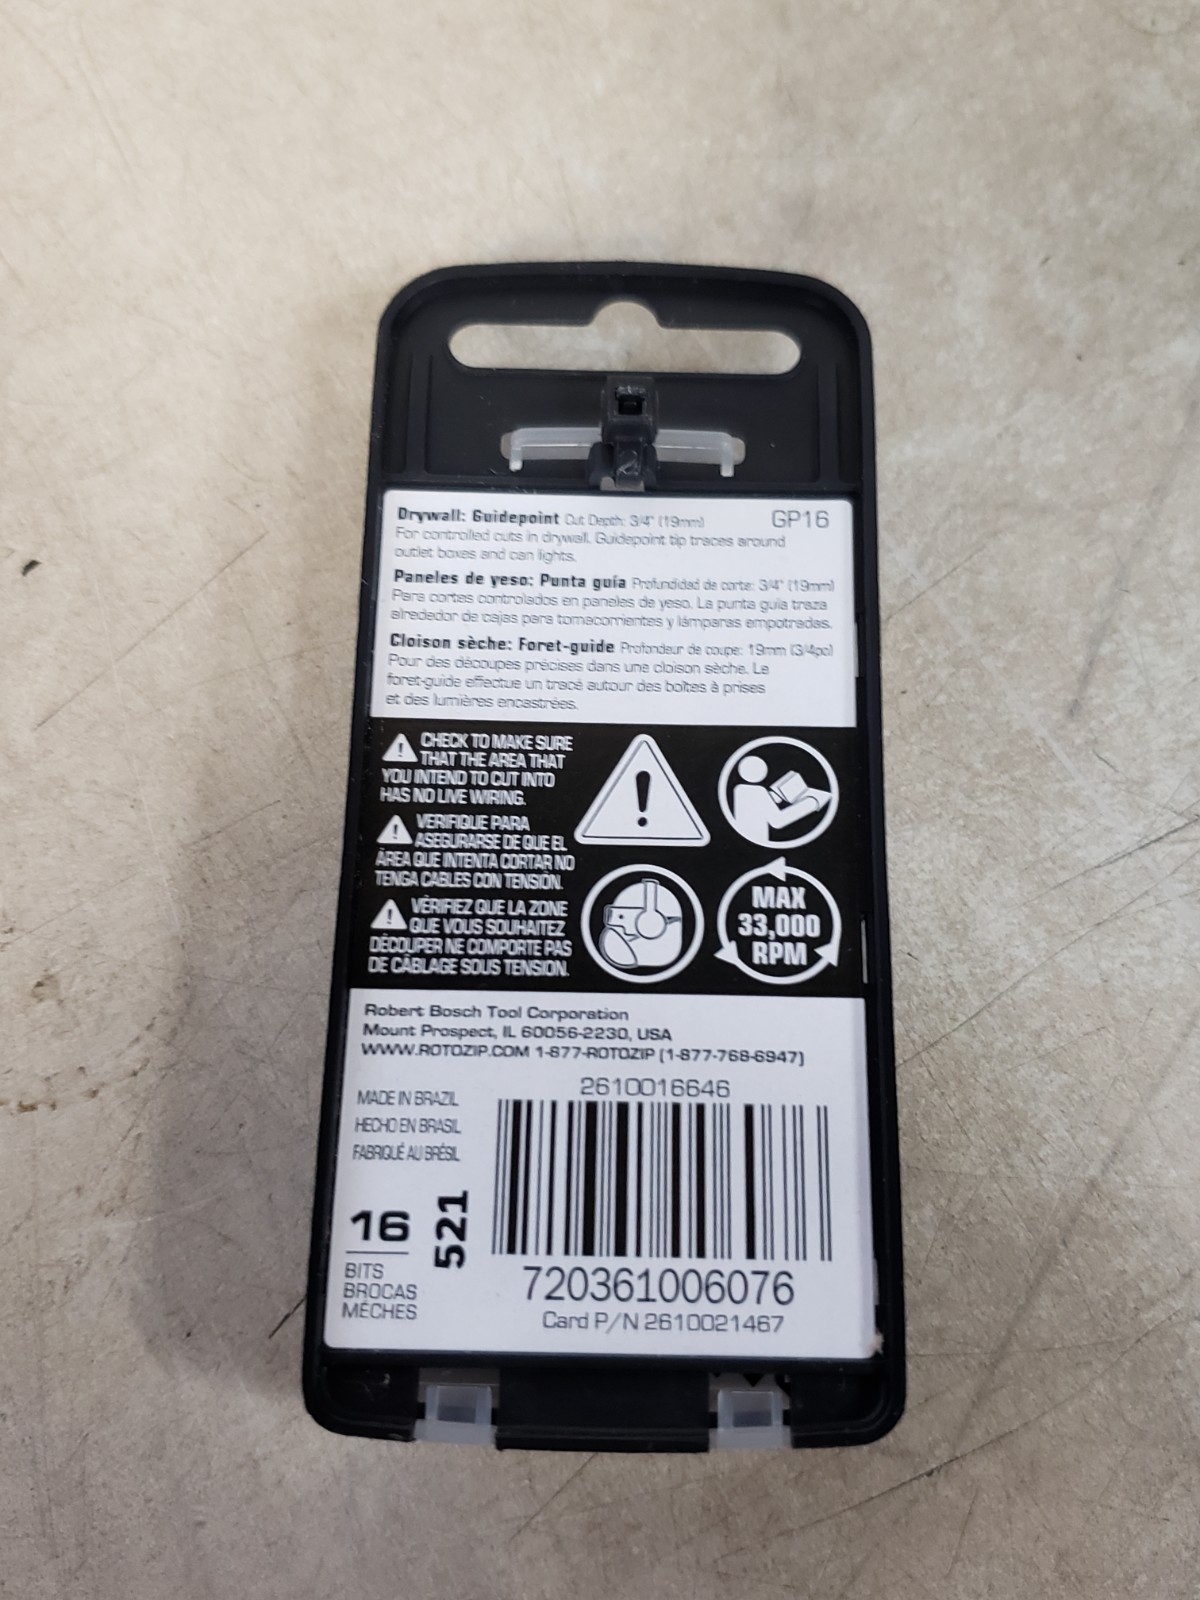 Drywall: Guidepoint Cut Depth: 3/4" (19mm) GP16
For controlled cuts in drywall. Guidepoint tip traces around
outlet boxes and can lights.
Paneles de yeso: Punta guía Profundidad de corte: 3/4" (19mm)
Para cortes controlados en paneles de yeso. La punta guía traza
alrededor de cajas para tomacorrientes y lámparas empotradas.
Cloison sèche: Foret-guide Profondeur de coupe: 19mm (3/4po)
Pour des découpes précises dans une cloison sèche. Le
foret-guide effectue un tracé autour des boîtes à prises
et des lumières encastrées.
CHECK TO MAKE SURE
THAT THE AREA THAT
YOU INTEND TO CUT INTO
HAS NO LIVE WIRING.
VERIFIQUE PARA
ASEGURARSE DE QUE EL
ÁREA QUE INTENTA CORTAR NO
TENGA CABLES CON TENSIÓN.
VÉRIFIEZ QUE LA ZONE
QUE VOUS SOUHAITEZ
DÉCOUPER NE COMPORTE PAS
DE CÂBLAGE SOUS TENSION.
MAX
33,000
RPM
Robert Bosch Tool Corporation
Mount Prospect, IL 60056-2230, USA
WWW.ROTOZIP.COM 1-877-ROTOZIP (1-877-768-6947)
2610016646
MADE IN BRAZIL
HECHO EN BRASIL
FABRIQUÉ AU BRÉSIL
16
BITS
BROCAS
MÈCHES
521
720361006076
Card P/N 2610021467